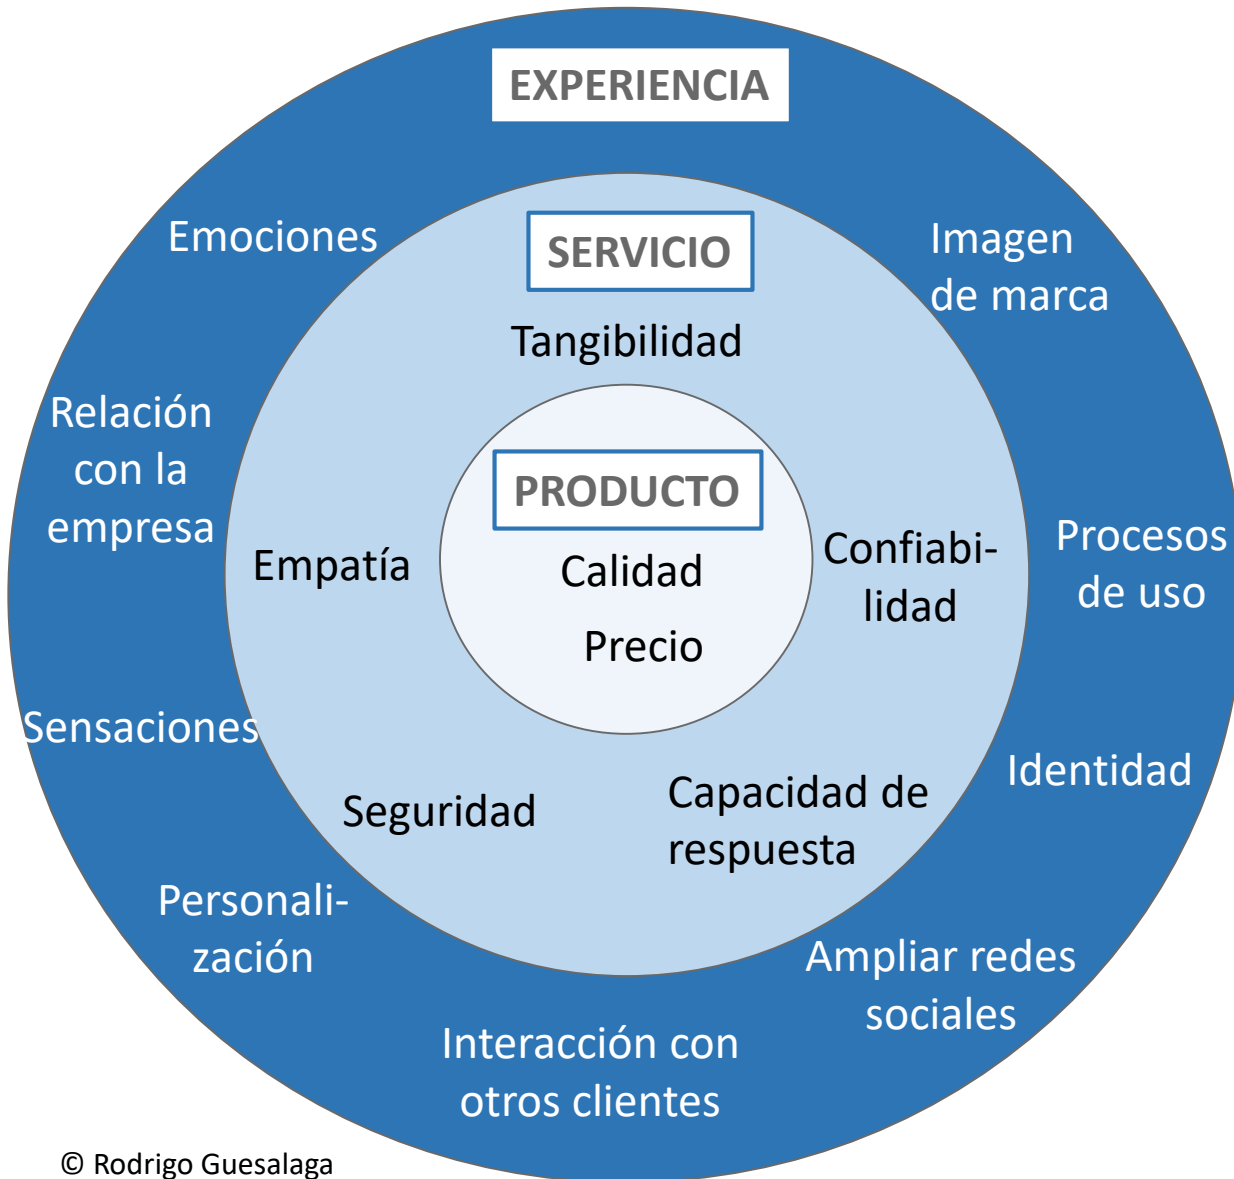 EXPERIENCIA
Emociones
Imagen
de marca
SERVICIO
Tangibilidad
Relación
con la
empresa
PRODUCTO
Empatía
Calidad
Precio
Confiabi-
lidad
Procesos
de uso
Sensaciones
Identidad
Seguridad
Capacidad de
respuesta
Personali-
zación
Ampliar redes
sociales
Interacción con
otros clientes
© Rodrigo Guesalaga